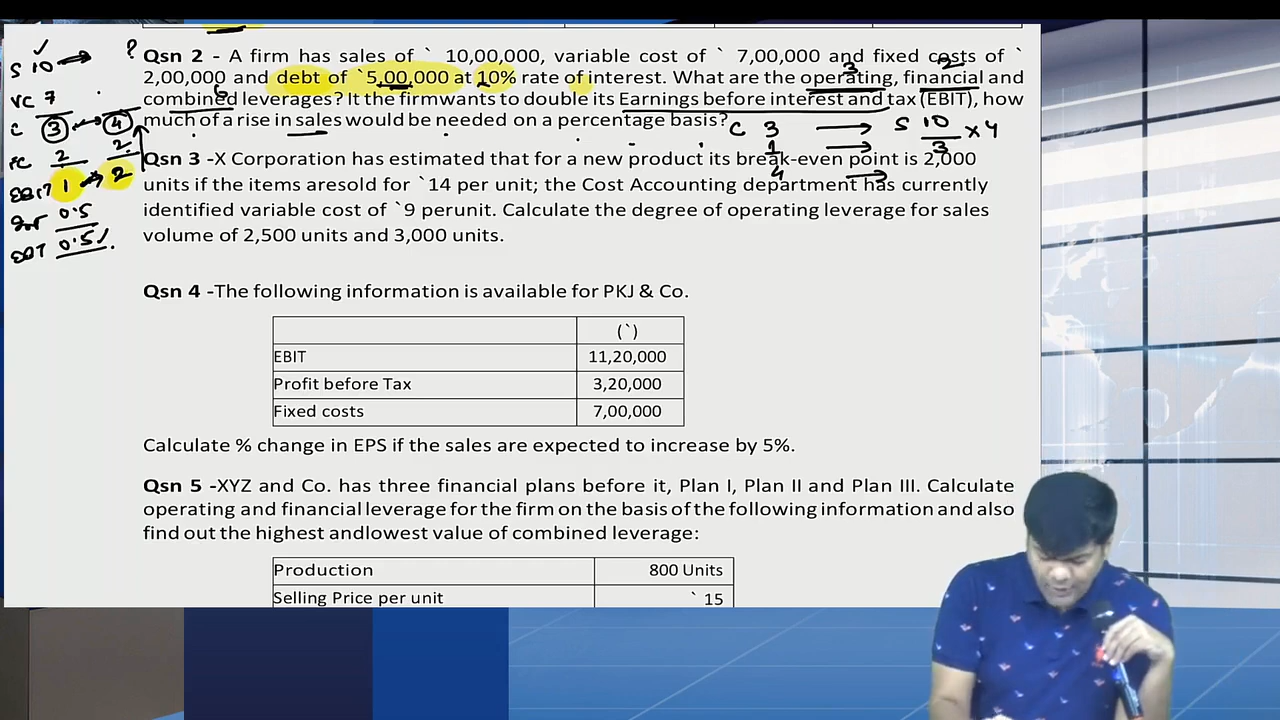 Qsn 2 - A firm has sales of ` 10,00,000, variable cost of ` 7,00,000 and fixed costs of `
2,00,000 and debt of `5,00,000 at 10% rate of interest. What are the operating, financial and
combined leverages? It the firmwants to double its Earnings before interest and tax (EBIT), how
much of a rise in sales would be needed on a percentage basis?
S 10 → ?
VC 7
C 3 → 4
FC 2 2
EBIT 1 → 2
Int 0.5
EBT 0.5
3 2
6
C 3 → S 10/3 x 4
1
4
Qsn 3 -X Corporation has estimated that for a new product its break-even point is 2,000
units if the items aresold for `14 per unit; the Cost Accounting department has currently
identified variable cost of `9 perunit. Calculate the degree of operating leverage for sales
volume of 2,500 units and 3,000 units.
Qsn 4 -The following information is available for PKJ & Co.
(`)
EBIT 11,20,000
Profit before Tax 3,20,000
Fixed costs 7,00,000
Calculate % change in EPS if the sales are expected to increase by 5%.
Qsn 5 -XYZ and Co. has three financial plans before it, Plan I, Plan II and Plan III. Calculate
operating and financial leverage for the firm on the basis of the following information and also
find out the highest andlowest value of combined leverage:
Production 800 Units
Selling Price per unit ` 15